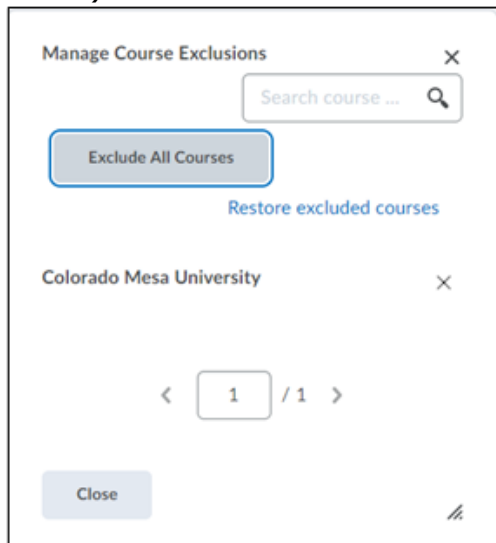 Manage Course Exclusions
Search course ...
Exclude All Courses
Restore excluded courses
Colorado Mesa University
1 / 1
Close